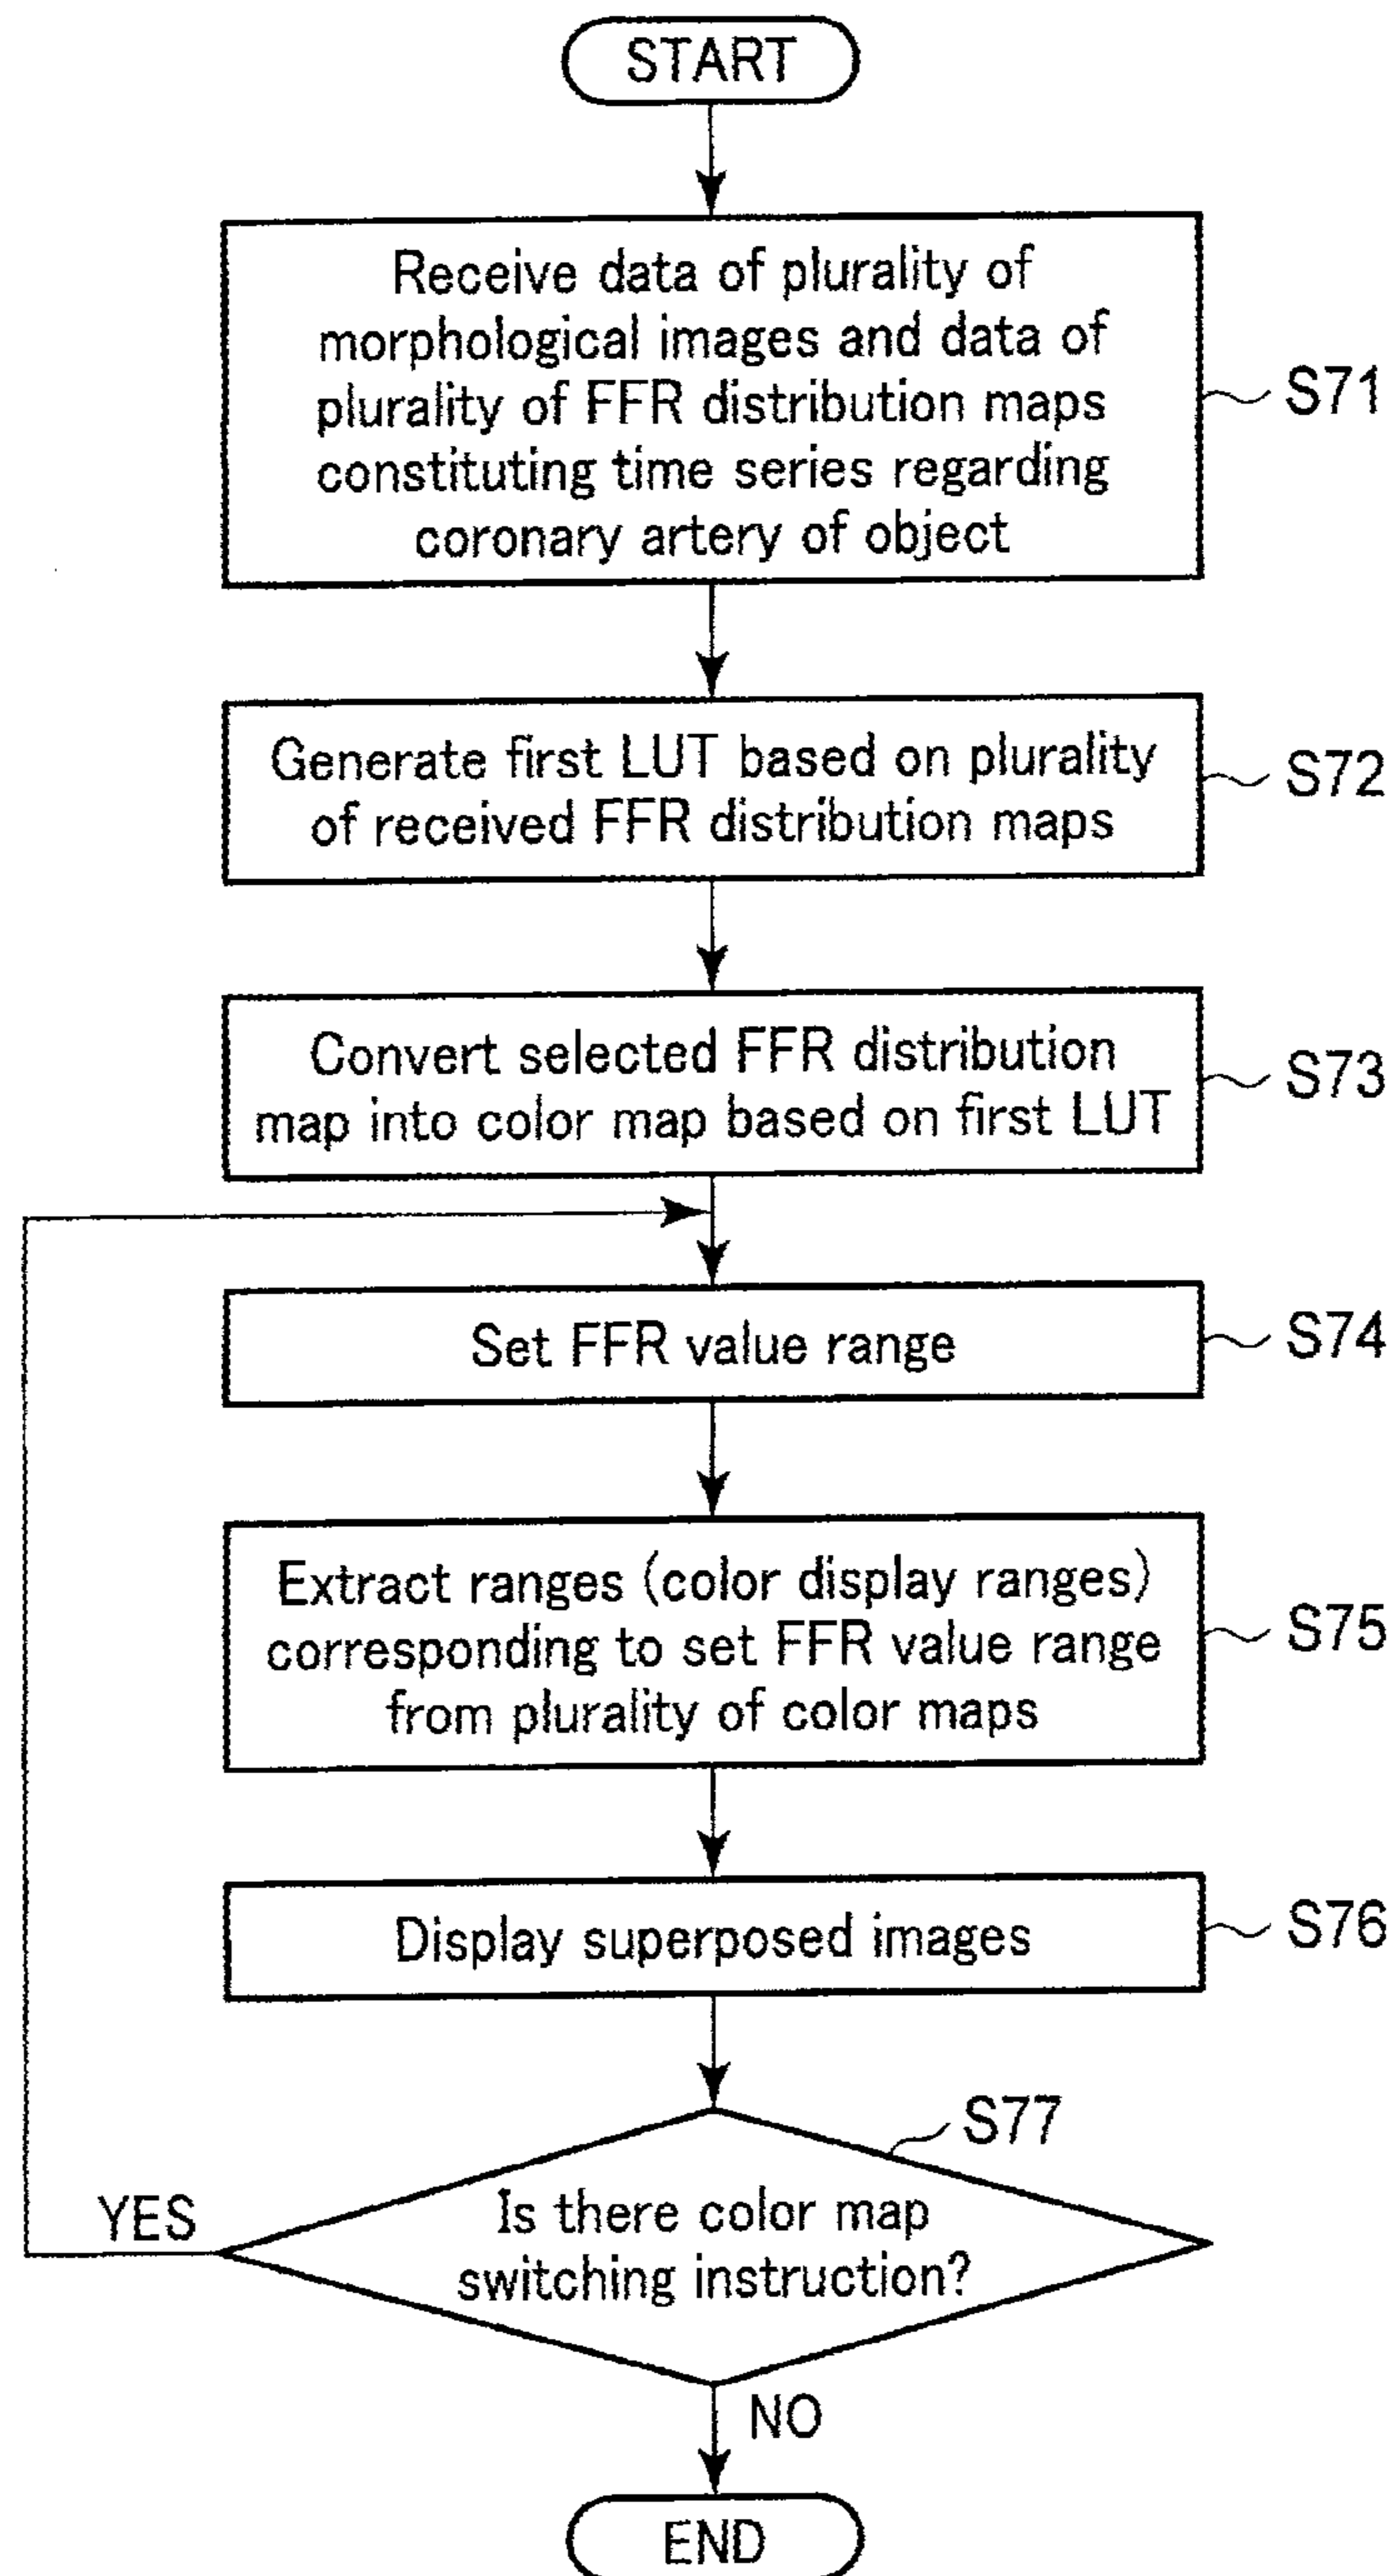 START
Receive data of plurality of
morphological images and data of
plurality of FFR distribution maps
constituting time series regarding
coronary artery of object
S71
Generate first LUT based on plurality
of received FFR distribution maps
S72
Convert selected FFR distribution
map into color map based on first LUT
S73
Set FFR value range
S74
Extract ranges (color display ranges)
corresponding to set FFR value range
from plurality of color maps
S75
Display superposed images
S76
S77
Is there color map
switching instruction?
YES
NO
END